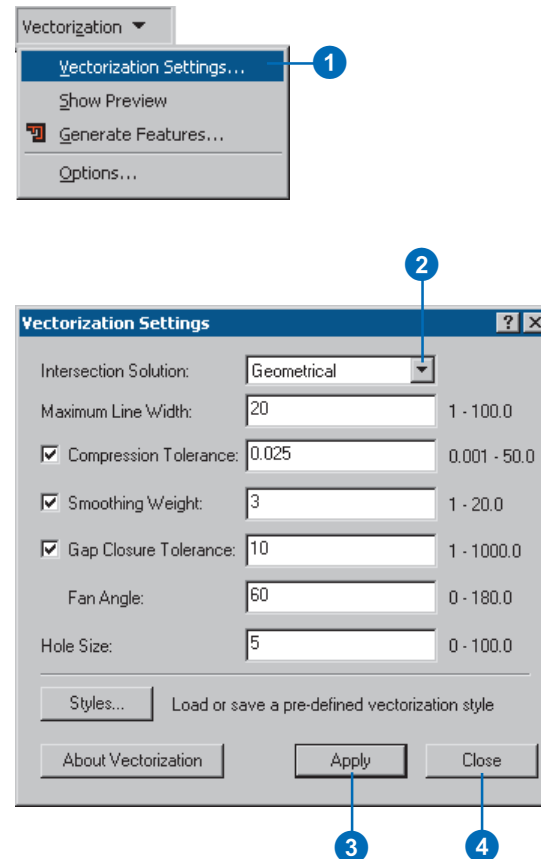 Vectorization
Vectorization Settings...
1
Show Preview
Generate Features...
Options...
2
Vectorization Settings ? X
Intersection Solution: Geometrical
Maximum Line Width: 20 1 - 100.0
Compression Tolerance: 0.025 0.001 - 50.0
Smoothing Weight: 3 1 - 20.0
Gap Closure Tolerance: 10 1 - 1000.0
Fan Angle: 60 0 - 180.0
Hole Size: 5 0 - 100.0
Styles... Load or save a pre-defined vectorization style
About Vectorization Apply Close
3 4